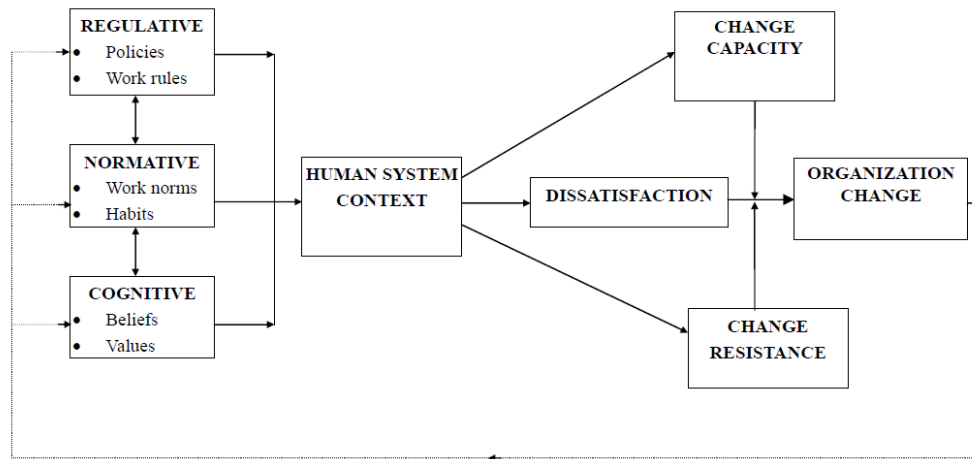 REGULATIVE
• Policies
• Work rules
NORMATIVE
• Work norms
• Habits
COGNITIVE
• Beliefs
• Values
HUMAN SYSTEM
CONTEXT
CHANGE
CAPACITY
DISSATISFACTION
CHANGE
RESISTANCE
ORGANIZATION
CHANGE